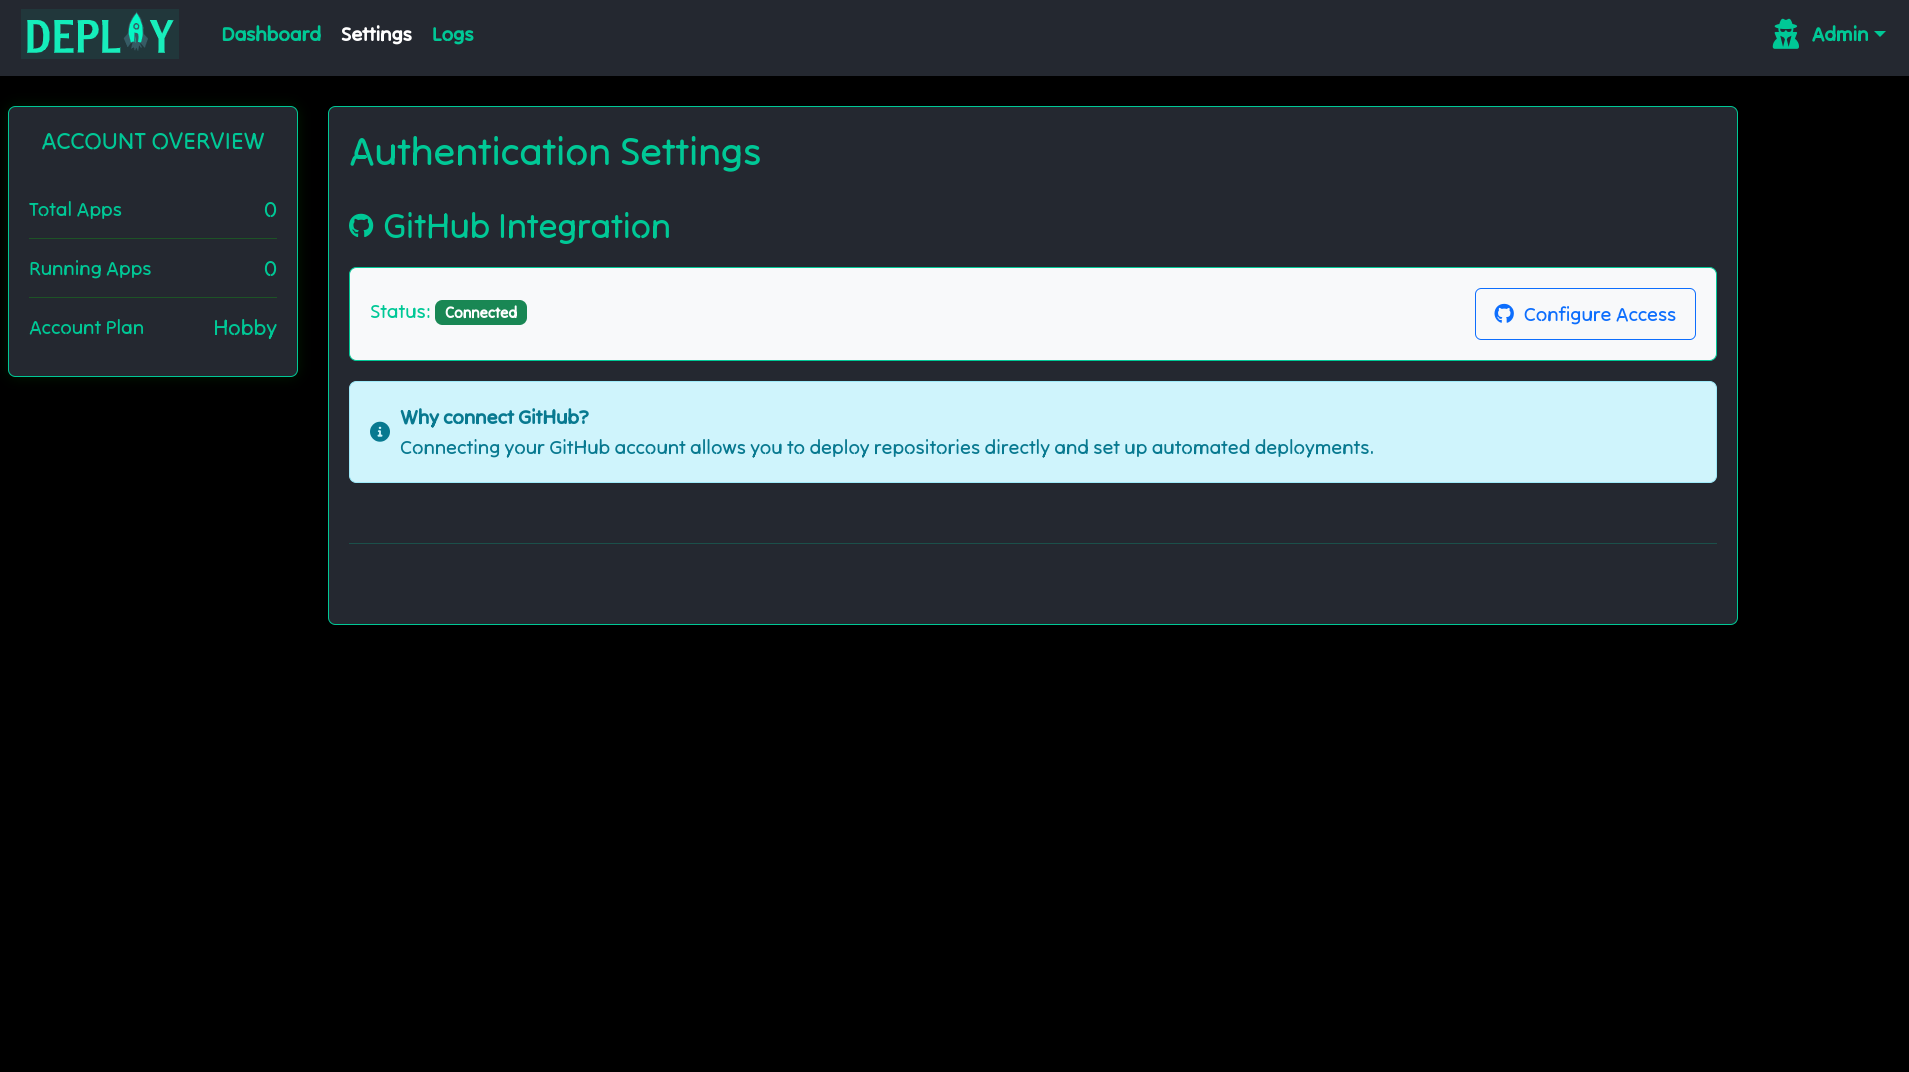 DEPLOY
Dashboard
Settings
Logs
Admin
ACCOUNT OVERVIEW
Total Apps 0
Running Apps 0
Account Plan Hobby
Authentication Settings
GitHub Integration
Status: Connected
Configure Access
Why connect GitHub?
Connecting your GitHub account allows you to deploy repositories directly and set up automated deployments.